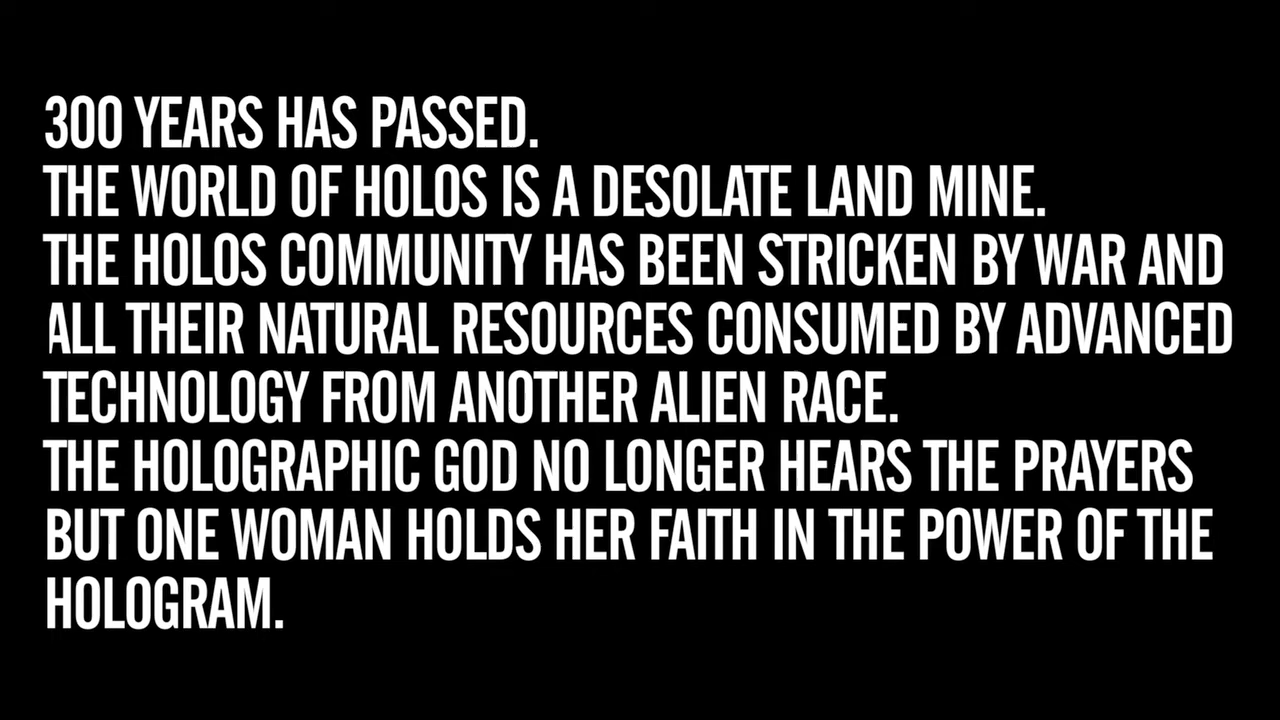 300 YEARS HAS PASSED.
THE WORLD OF HOLOS IS A DESOLATE LAND MINE.
THE HOLOS COMMUNITY HAS BEEN STRICKEN BY WAR AND
ALL THEIR NATURAL RESOURCES CONSUMED BY ADVANCED
TECHNOLOGY FROM ANOTHER ALIEN RACE.
THE HOLOGRAPHIC GOD NO LONGER HEARS THE PRAYERS
BUT ONE WOMAN HOLDS HER FAITH IN THE POWER OF THE
HOLOGRAM.